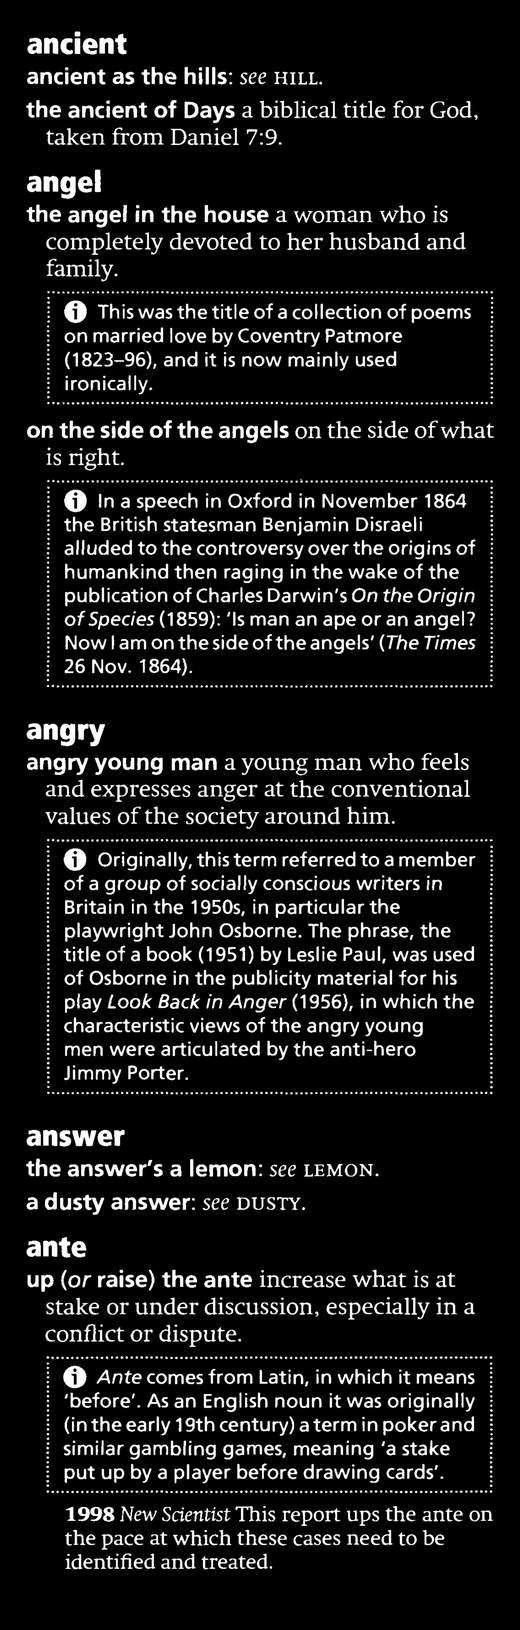 ancient
ancient as the hills: see HILL.
the ancient of Days a biblical title for God,
taken from Daniel 7:9.
angel
the angel in the house a woman who is
completely devoted to her husband and
family.
i This was the title of a collection of poems
on married love by Coventry Patmore
(1823–96), and it is now mainly used
ironically.
on the side of the angels on the side of what
is right.
i In a speech in Oxford in November 1864
the British statesman Benjamin Disraeli
alluded to the controversy over the origins of
humankind then raging in the wake of the
publication of Charles Darwin's On the Origin
of Species (1859): 'Is man an ape or an angel?
Now I am on the side of the angels' (The Times
26 Nov. 1864).
angry
angry young man a young man who feels
and expresses anger at the conventional
values of the society around him.
i Originally, this term referred to a member
of a group of socially conscious writers in
Britain in the 1950s, in particular the
playwright John Osborne. The phrase, the
title of a book (1951) by Leslie Paul, was used
of Osborne in the publicity material for his
play Look Back in Anger (1956), in which the
characteristic views of the angry young
men were articulated by the anti-hero
Jimmy Porter.
answer
the answer's a lemon: see LEMON.
a dusty answer: see DUSTY.
ante
up (or raise) the ante increase what is at
stake or under discussion, especially in a
conflict or dispute.
i Ante comes from Latin, in which it means
'before'. As an English noun it was originally
(in the early 19th century) a term in poker and
similar gambling games, meaning 'a stake
put up by a player before drawing cards'.
1998 New Scientist This report ups the ante on
the pace at which these cases need to be
identified and treated.